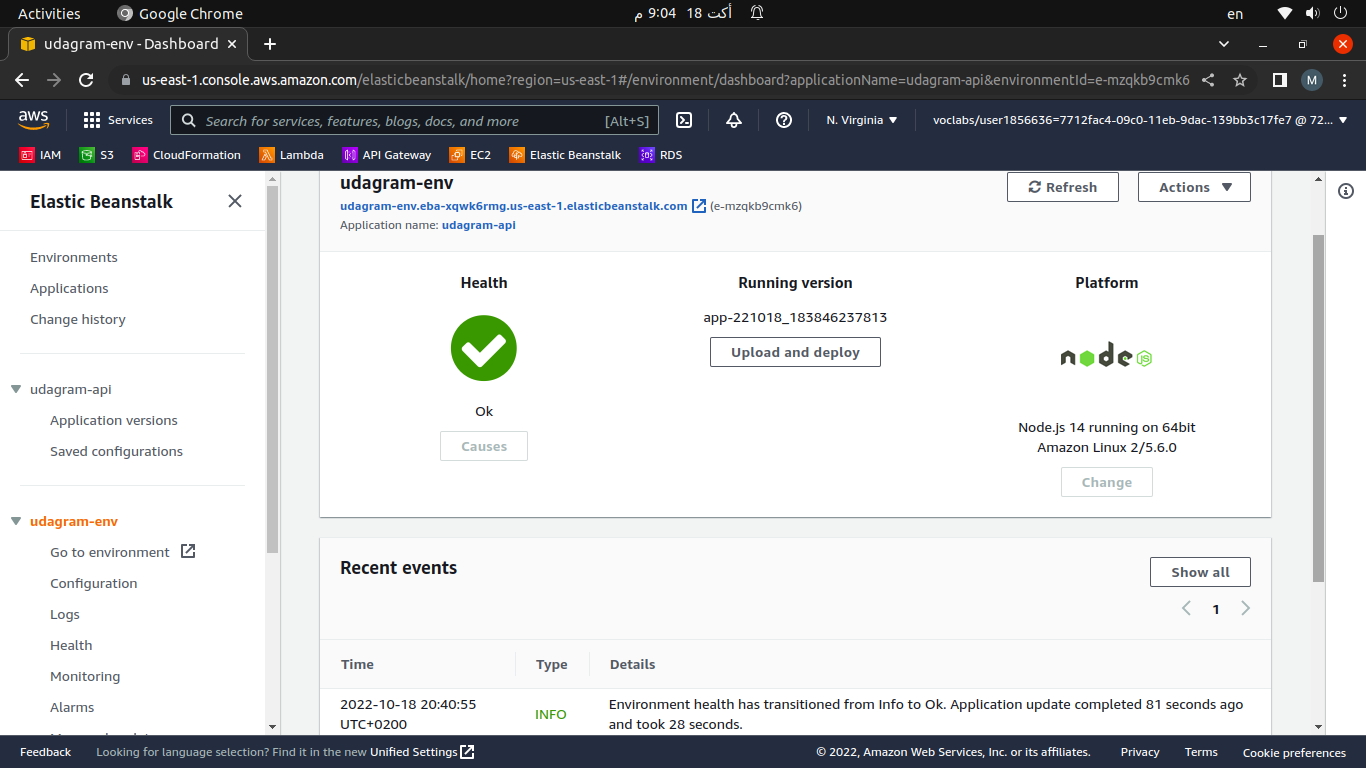 Activities
Google Chrome
أكت 18 9:04 م
en
udagram-env - Dashboard
us-east-1.console.aws.amazon.com/elasticbeanstalk/home?region=us-east-1#/environment/dashboard?applicationName=udagram-api&environmentId=e-mzqkb9cmk6
M
aws
Services
Search for services, features, blogs, docs, and more [Alt+S]
N. Virginia
voclabs/user1856636=7712fac4-09c0-11eb-9dac-139bb3c17fe7 @ 72...
IAM
S3
CloudFormation
Lambda
API Gateway
EC2
Elastic Beanstalk
RDS
Elastic Beanstalk
Environments
Applications
Change history
udagram-api
Application versions
Saved configurations
udagram-env
Go to environment
Configuration
Logs
Health
Monitoring
Alarms
udagram-env
udagram-env.eba-xqwk6rmg.us-east-1.elasticbeanstalk.com (e-mzqkb9cmk6)
Application name: udagram-api
Refresh
Actions
Health
Ok
Causes
Running version
app-221018_183846237813
Upload and deploy
Platform
node
JS
Node.js 14 running on 64bit
Amazon Linux 2/5.6.0
Change
Recent events
Show all
1
Time
Type
Details
2022-10-18 20:40:55
UTC+0200
INFO
Environment health has transitioned from Info to Ok. Application update completed 81 seconds ago
and took 28 seconds.
Feedback
Looking for language selection? Find it in the new Unified Settings
© 2022, Amazon Web Services, Inc. or its affiliates.
Privacy
Terms
Cookie preferences